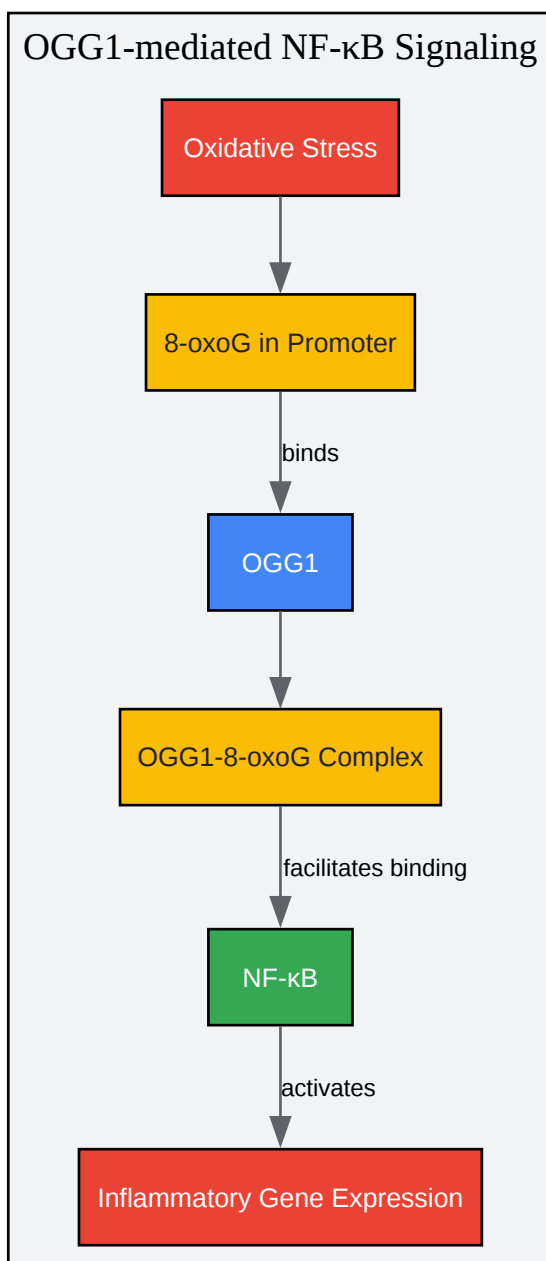 OGG1-mediated NF-κB Signaling
Oxidative Stress
8-oxoG in Promoter
binds
OGG1
OGG1-8-oxoG Complex
facilitates binding
NF-κB
activates
Inflammatory Gene Expression